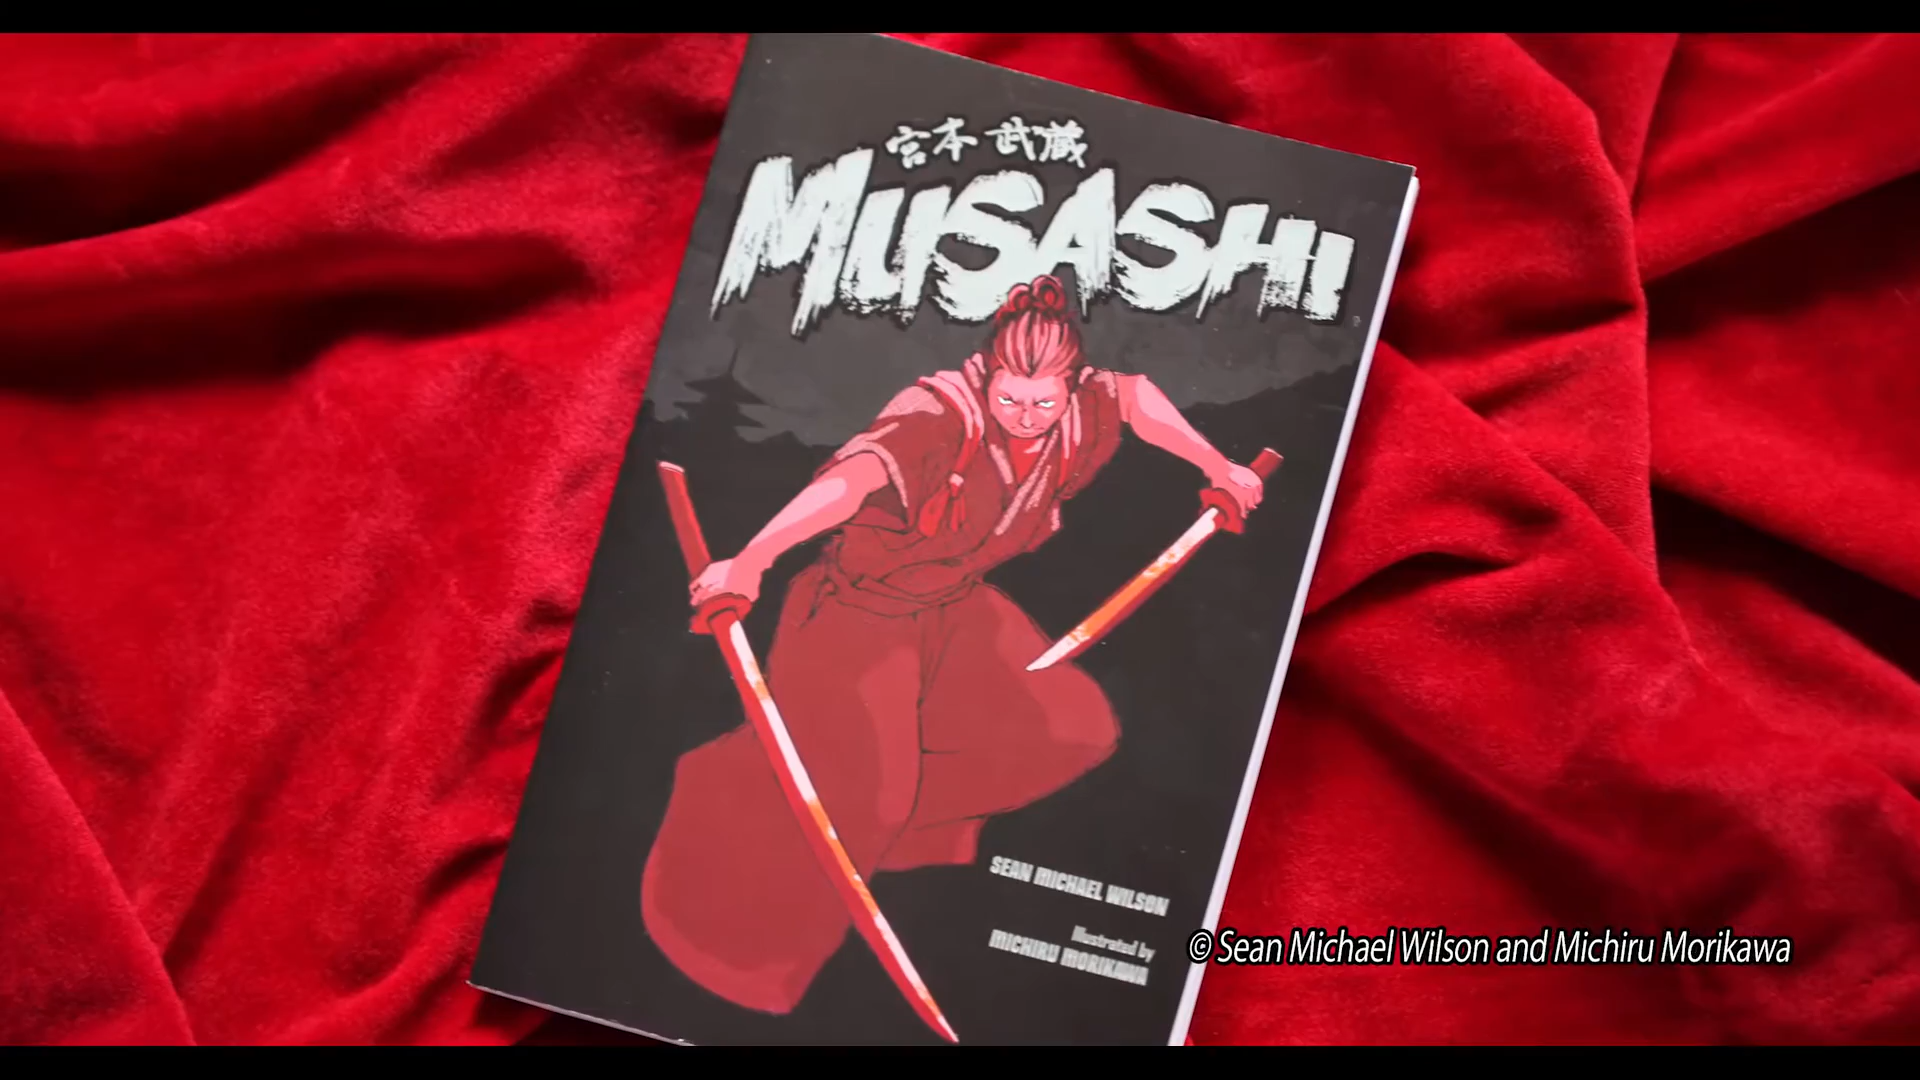 宮本 武蔵
MUSASHI
SEAN MICHAEL WILSON
Illustrated by
MICHIRU MORIKAWA
© Sean Michael Wilson and Michiru Morikawa